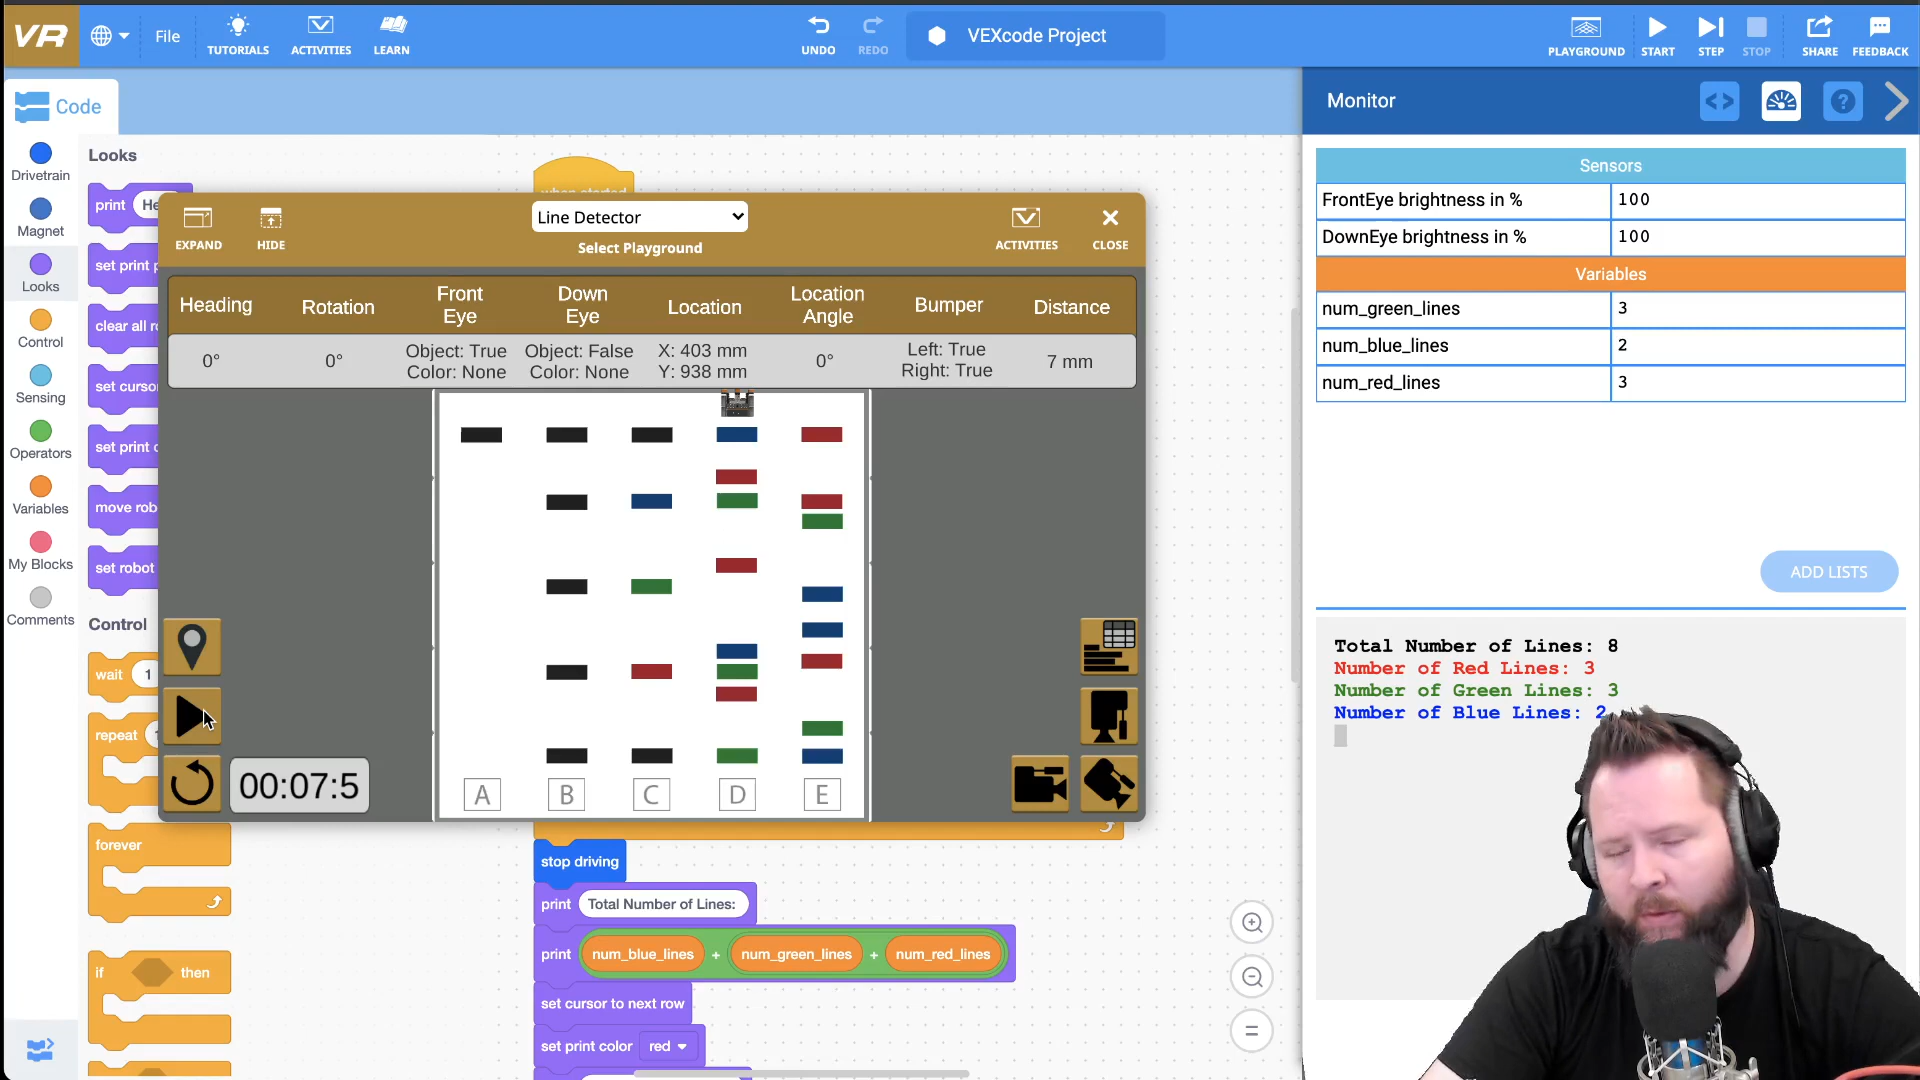 VR
File
TUTORIALS
ACTIVITIES
LEARN
UNDO
REDO
VEXcode Project
PLAYGROUND
START
STEP
STOP
SHARE
FEEDBACK
Code
Drivetrain
Magnet
Looks
Control
Sensing
Operators
Variables
My Blocks
Comments
Looks
print He
set print p
clear all ro
set curso
set print c
move rob
set robot
Control
wait 1
repeat
forever
if then
when started
EXPAND
HIDE
Line Detector
Select Playground
ACTIVITIES
CLOSE
Heading Rotation Front Eye Down Eye Location Location Angle Bumper Distance
0° 0° Object: True Object: False X: 403 mm 0° Left: True 7 mm
Color: None Color: None Y: 938 mm Right: True
A B C D E
00:07:5
stop driving
print Total Number of Lines:
print num_blue_lines + num_green_lines + num_red_lines
set cursor to next row
set print color red
Monitor
< >
?
Sensors
FrontEye brightness in % 100
DownEye brightness in % 100
Variables
num_green_lines 3
num_blue_lines 2
num_red_lines 3
ADD LISTS
Total Number of Lines: 8
Number of Red Lines: 3
Number of Green Lines: 3
Number of Blue Lines: 2